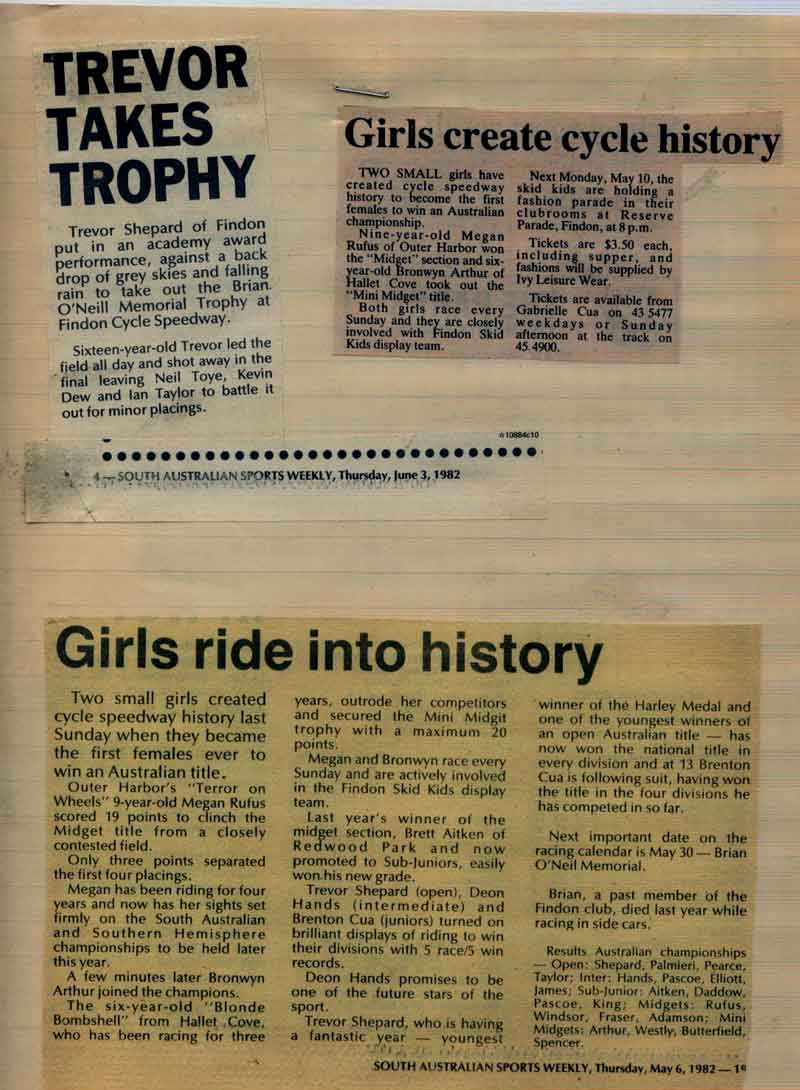 TREVOR
TAKES
TROPHY
Trevor Shepard of Findon
put in an academy award
performance, against a back
drop of grey skies and falling
rain to take out the Brian
O'Neill Memorial Trophy at
Findon Cycle Speedway.
Sixteen-year-old Trevor led the
field all day and shot away in the
final leaving Neil Toye, Kevin
Dew and Ian Taylor to battle it
out for minor placings.
Girls create cycle history
TWO SMALL girls have
created cycle speedway
history to become the first
females to win an Australian
championship.
Nine-year-old Megan
Rufus of Outer Harbor won
the "Midget" section and six-
year-old Bronwyn Arthur of
Hallet Cove took out the
"Mini Midget" title.
Both girls race every
Sunday and they are closely
involved with Findon Skid
Kids display team.
Next Monday, May 10, the
skid kids are holding a
fashion parade in their
clubrooms at Reserve
Parade, Findon, at 8 p.m.
Tickets are $3.50 each,
including supper, and
fashions will be supplied by
Ivy Leisure Wear.
Tickets are available from
Gabrielle Cua on 43 5477
weekdays or Sunday
afternoon at the track on
45.4900.
☆10884c10
4 — SOUTH AUSTRALIAN SPORTS WEEKLY, Thursday, June 3, 1982
Girls ride into history
Two small girls created
cycle speedway history last
Sunday when they became
the first females ever to
win an Australian title.
Outer Harbor's "Terror on
Wheels" 9-year-old Megan Rufus
scored 19 points to clinch the
Midget title from a closely
contested field.
Only three points separated
the first four placings.
Megan has been riding for four
years and now has her sights set
firmly on the South Australian
and Southern Hemisphere
championships to be held later
this year.
A few minutes later Bronwyn
Arthur joined the champions.
The six-year-old "Blonde
Bombshell" from Hallet Cove,
who has been racing for three
years, outrode her competitors
and secured the Mini Midgit
trophy with a maximum 20
points.
Megan and Bronwyn race every
Sunday and are actively involved
in the Findon Skid Kids display
team.
Last year's winner of the
midget section, Brett Aitken of
Redwood Park and now
promoted to Sub-Juniors, easily
won his new grade.
Trevor Shepard (open), Deon
Hands (intermediate) and
Brenton Cua (juniors) turned on
brilliant displays of riding to win
their divisions with 5 race/5 win
records.
Deon Hands promises to be
one of the future stars of the
sport.
Trevor Shepard, who is having
a fantastic year — youngest
winner of the Harley Medal and
one of the youngest winners of
an open Australian title — has
now won the national title in
every division and at 13 Brenton
Cua is following suit, having won
the title in the four divisions he
has competed in so far.
Next important date on the
racing calendar is May 30 — Brian
O'Neil Memorial.
Brian, a past member of the
Findon club, died last year while
racing in side cars.
Results Australian championships
— Open: Shepard, Palmieri, Pearce,
Taylor; Inter: Hands, Pascoe, Elliott,
James; Sub-Junior: Aitken, Daddow,
Pascoe, King; Midgets: Rufus,
Windsor, Fraser, Adamson; Mini
Midgets: Arthur, Westly, Butterfield,
Spencer.
SOUTH AUSTRALIAN SPORTS WEEKLY, Thursday, May 6, 1982 —